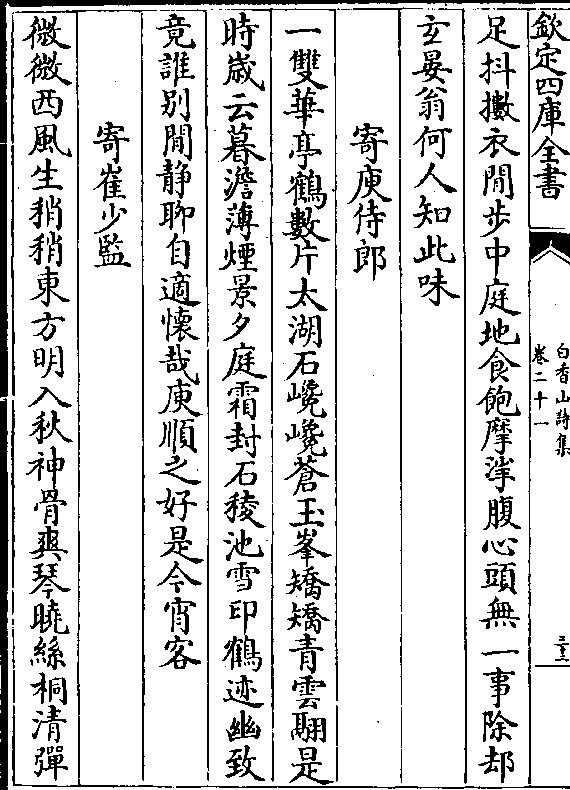 欽定四庫全書
白香山詩集
卷二十一
三十三
足抖擻衣閒步中庭地食飽摩挲腹心頭無一事除却
玄晏翁何人知此味
寄庾侍郎
一雙華亭鶴數片太湖石巉巉蒼玉峯矯矯青雲翮是
時歲云暮澹薄煙景夕庭霜封石稜池雪印鶴迹幽致
竟誰別閒静聊自適懷哉庾順之好是今宵客
寄崔少監
微微西風生稍稍東方明入秋神骨爽琴曉絲桐清彈